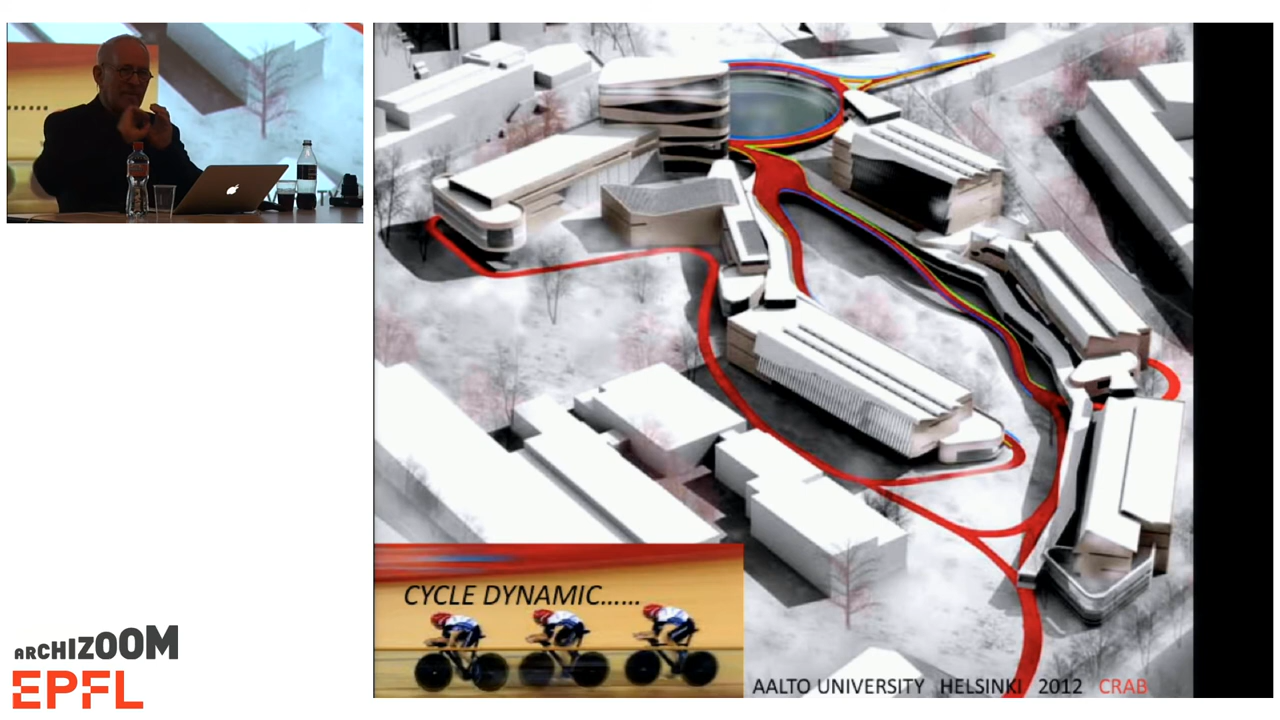 CYCLE DYNAMIC......
AALTO UNIVERSITY HELSINKI 2012 CRAB
ARCHIZOOM
EPFL